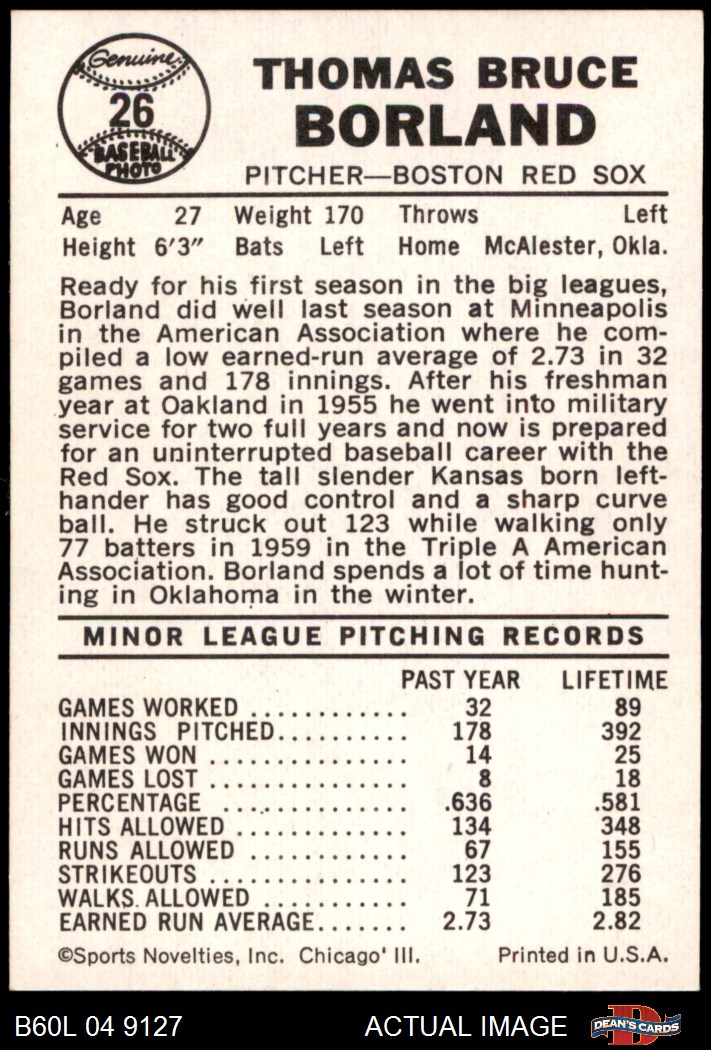 Genuine
26
BASEBALL
PHOTO
THOMAS BRUCE
BORLAND
PITCHER—BOSTON RED SOX
Age 27 Weight 170 Throws Left
Height 6'3" Bats Left Home McAlester, Okla.
Ready for his first season in the big leagues,
Borland did well last season at Minneapolis
in the American Association where he com-
piled a low earned-run average of 2.73 in 32
games and 178 innings. After his freshman
year at Oakland in 1955 he went into military
service for two full years and now is prepared
for an uninterrupted baseball career with the
Red Sox. The tall slender Kansas born left-
hander has good control and a sharp curve
ball. He struck out 123 while walking only
77 batters in 1959 in the Triple A American
Association. Borland spends a lot of time hunt-
ing in Oklahoma in the winter.
MINOR LEAGUE PITCHING RECORDS
PAST YEAR LIFETIME
GAMES WORKED ............. 32 89
INNINGS PITCHED.......... 178 392
GAMES WON ............... 14 25
GAMES LOST ............... 8 18
PERCENTAGE .............. .636 .581
HITS ALLOWED ............. 134 348
RUNS ALLOWED ............ 67 155
STRIKEOUTS ............... 123 276
WALKS. ALLOWED ............ 71 185
EARNED RUN AVERAGE....... 2.73 2.82
©Sports Novelties, Inc. Chicago' III. Printed in U.S.A.
B60L 04 9127 ACTUAL IMAGE D DEAN'S CARDS